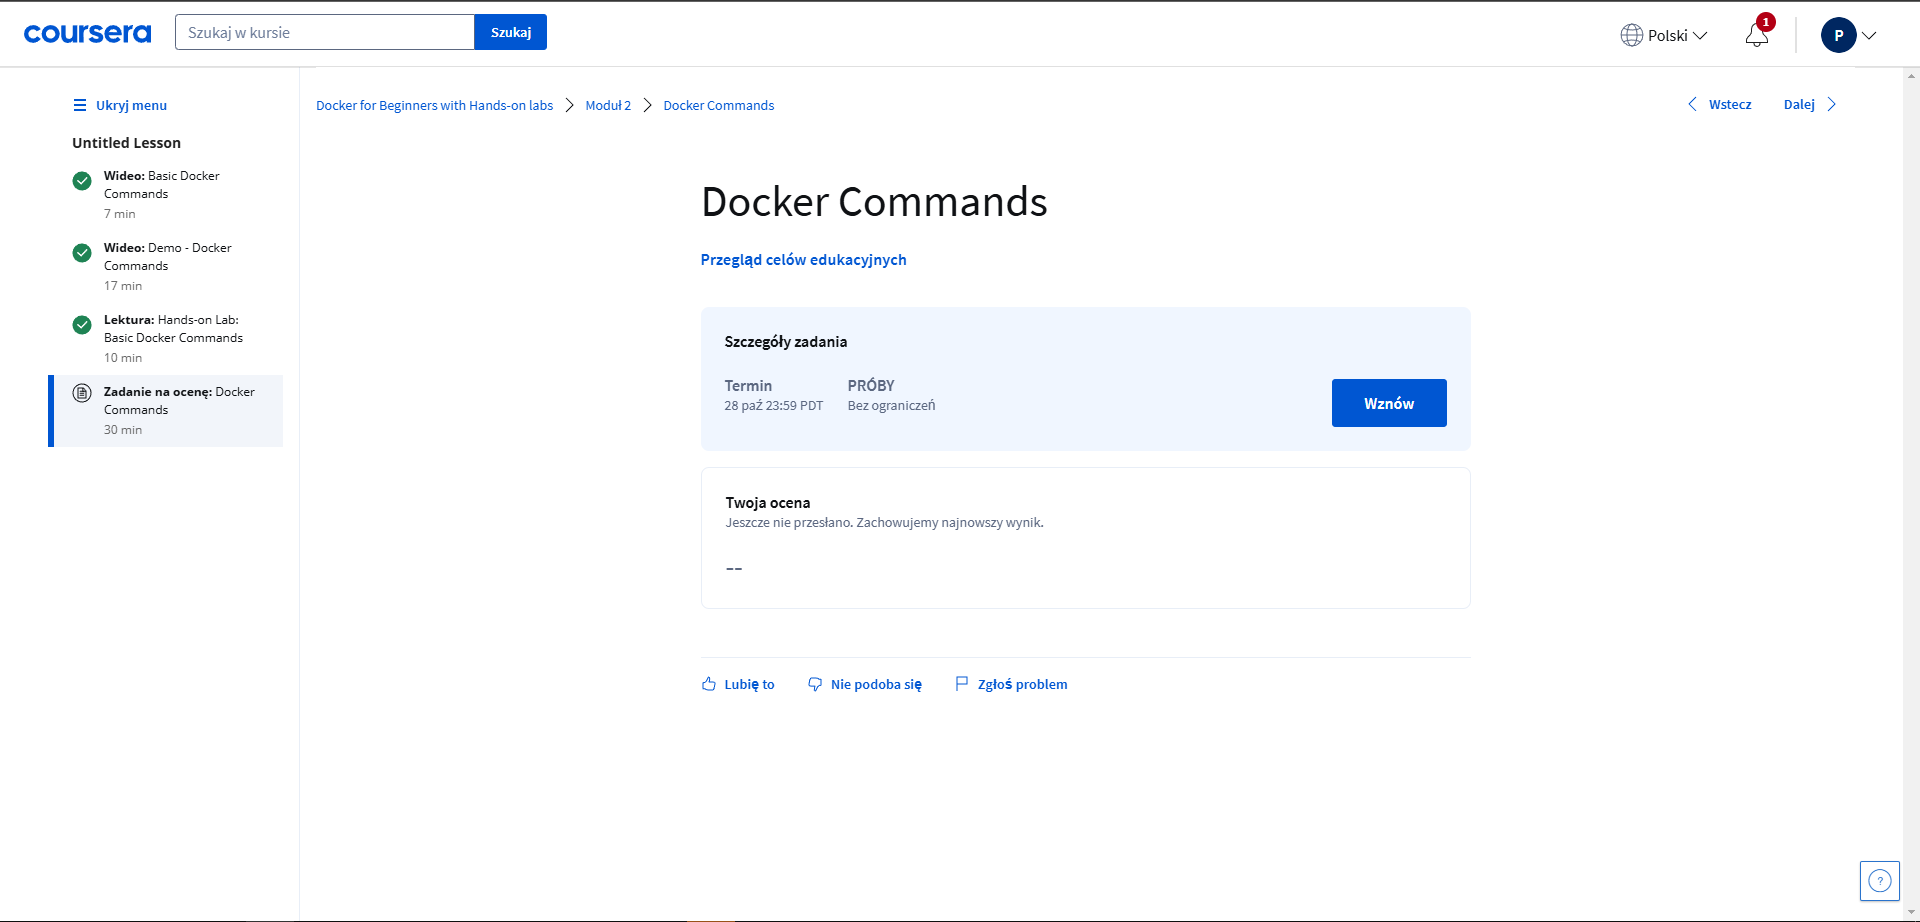 coursera
Szukaj w kursie
Szukaj
Polski
1
P
Ukryj menu
Untitled Lesson
Wideo: Basic Docker
Commands
7 min
Wideo: Demo - Docker
Commands
17 min
Lektura: Hands-on Lab:
Basic Docker Commands
10 min
Zadanie na ocenę: Docker
Commands
30 min
Docker for Beginners with Hands-on labs
Moduł 2
Docker Commands
Wstecz
Dalej
Docker Commands
Przegląd celów edukacyjnych
Szczegóły zadania
Termin
28 paź 23:59 PDT
PRÓBY
Bez ograniczeń
Wznów
Twoja ocena
Jeszcze nie przesłano. Zachowujemy najnowszy wynik.
--
Lubię to
Nie podoba się
Zgłoś problem
?